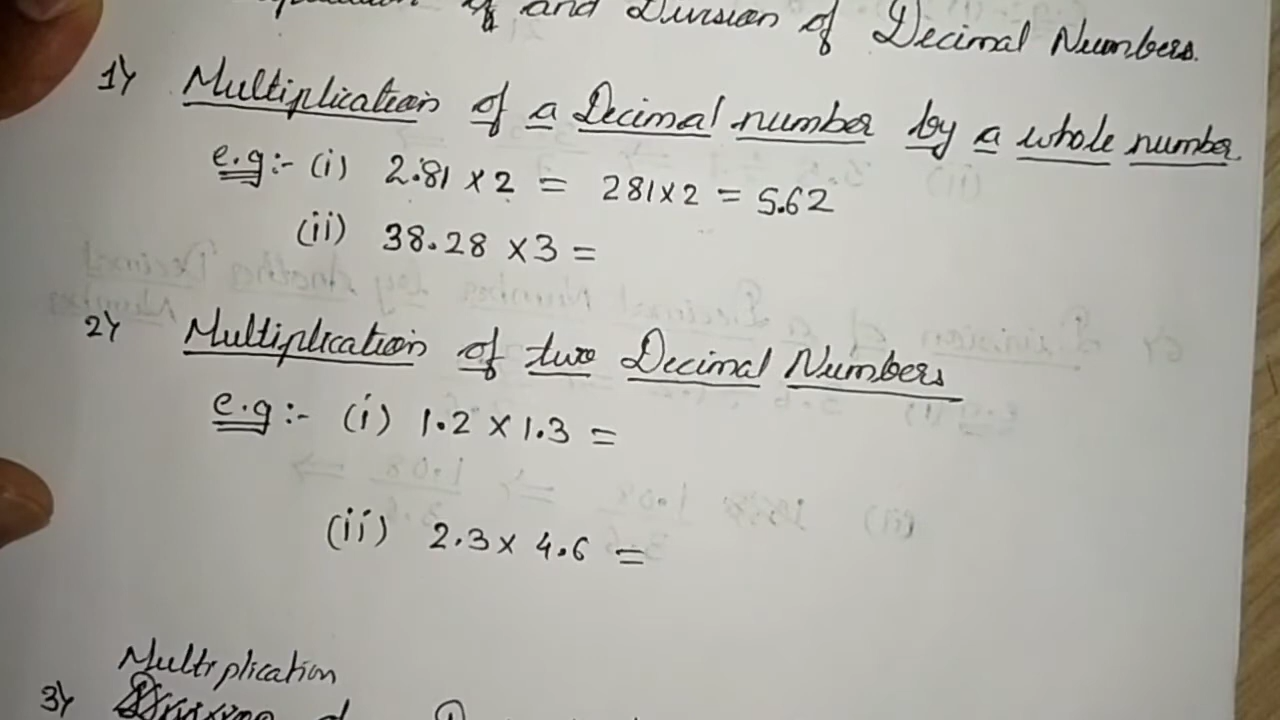 of and Division of Decimal Numbers.
1) Multiplication of a Decimal number by a whole number
e.g:- (i) 2.81 x 2 = 281x2 = 5.62
(ii) 38.28 x 3 =
2) Multiplication of two Decimal Numbers
e.g:- (i) 1.2 x 1.3 =
(ii) 2.3 x 4.6 =
Multiplication
3)